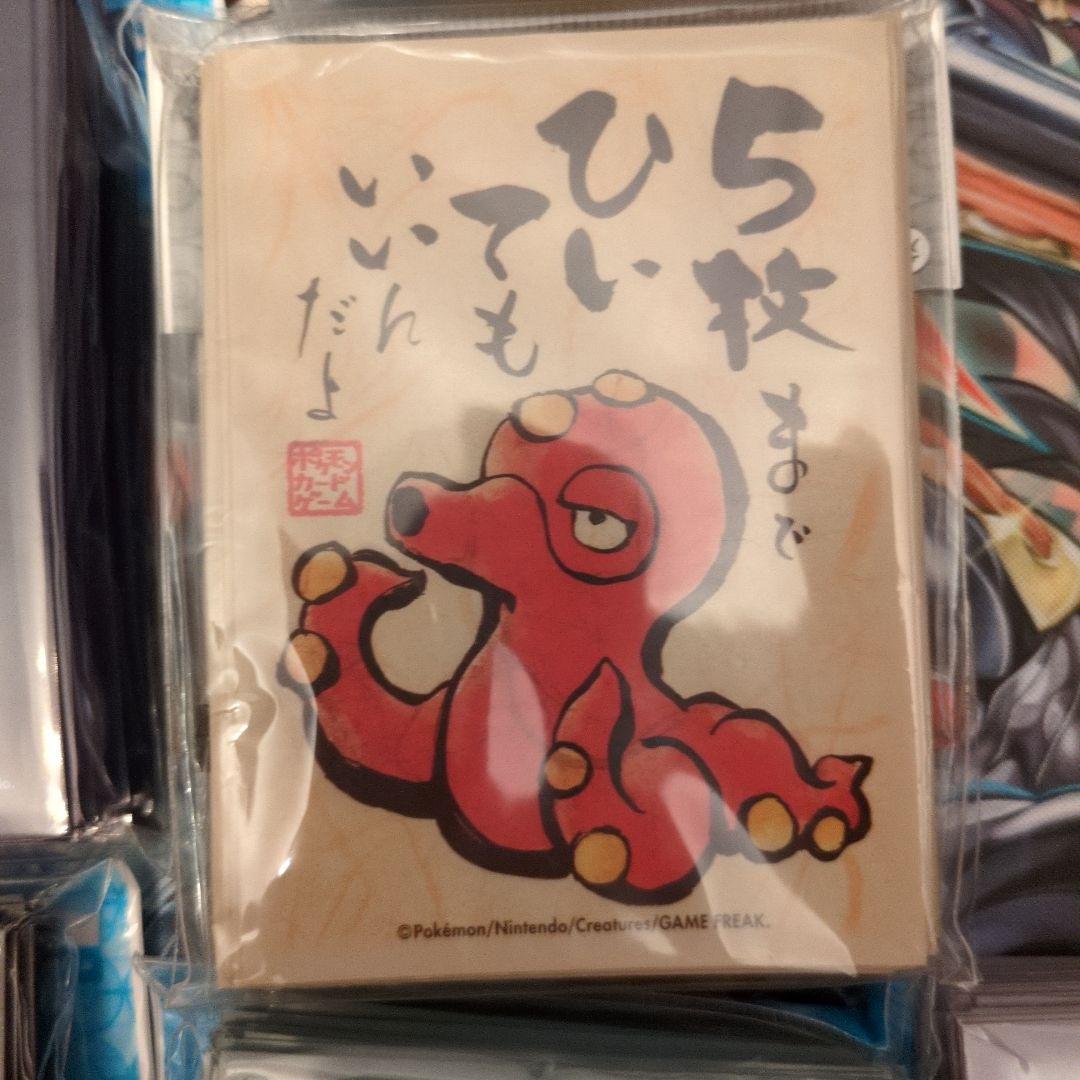 5枚まで
ひい
ても
いいん
だよ
ポケモン
カード
ゲーム
©Pokémon/Nintendo/Creatures/GAME FREAK.